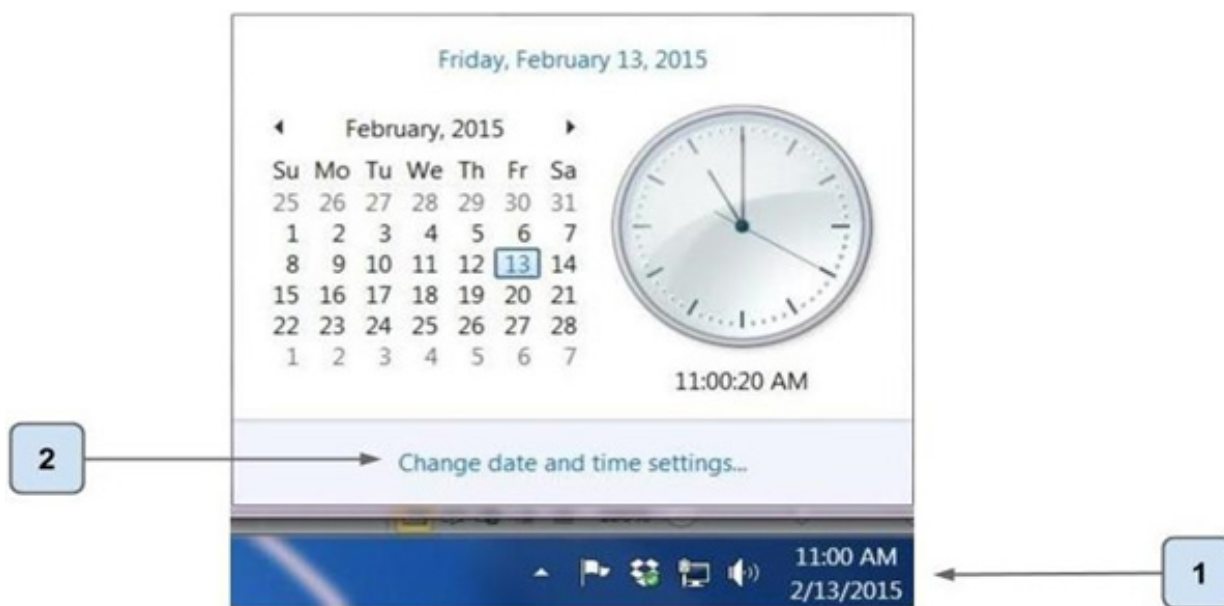 Friday, February 13, 2015
February, 2015
Su Mo Tu We Th Fr Sa
25 26 27 28 29 30 31
1 2 3 4 5 6 7
8 9 10 11 12 13 14
15 16 17 18 19 20 21
22 23 24 25 26 27 28
1 2 3 4 5 6 7
11:00:20 AM
2
Change date and time settings...
11:00 AM
2/13/2015
1